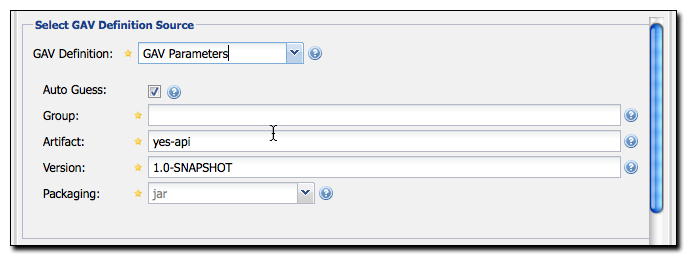 Select GAV Definition Source
GAV Definition: GAV Parameters
Auto Guess:
Group:
Artifact: yes-api
Version: 1.0-SNAPSHOT
Packaging: jar